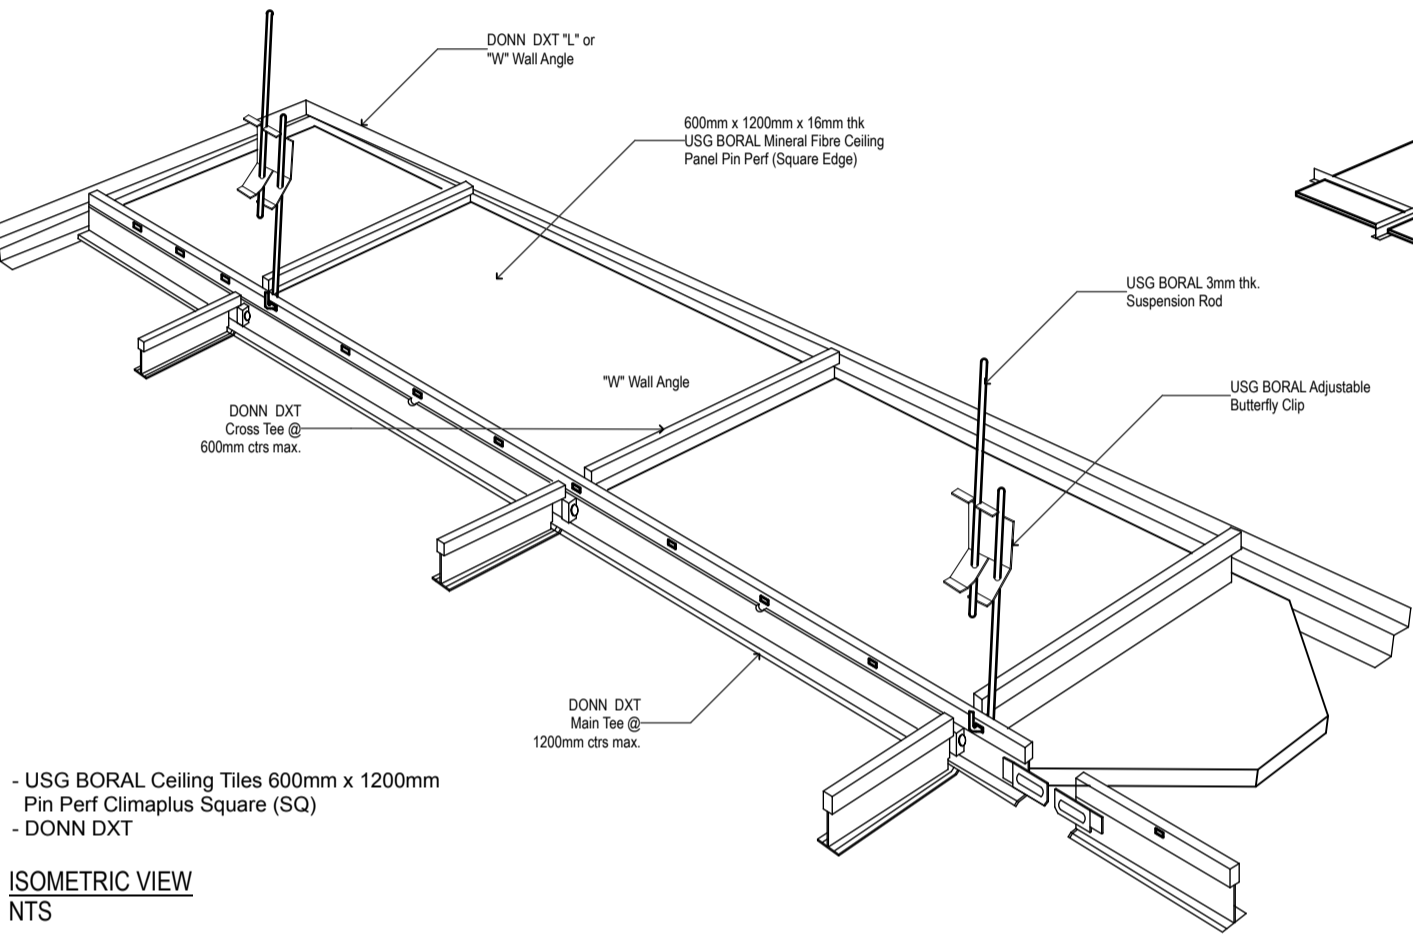 DONN DXT "L" or
"W" Wall Angle
600mm x 1200mm x 16mm thk
USG BORAL Mineral Fibre Ceiling
Panel Pin Perf (Square Edge)
USG BORAL 3mm thk.
Suspension Rod
"W" Wall Angle
USG BORAL Adjustable
Butterfly Clip
DONN DXT
Cross Tee @
600mm ctrs max.
DONN DXT
Main Tee @
1200mm ctrs max.
- USG BORAL Ceiling Tiles 600mm x 1200mm
Pin Perf Climaplus Square (SQ)
- DONN DXT
ISOMETRIC VIEW
NTS